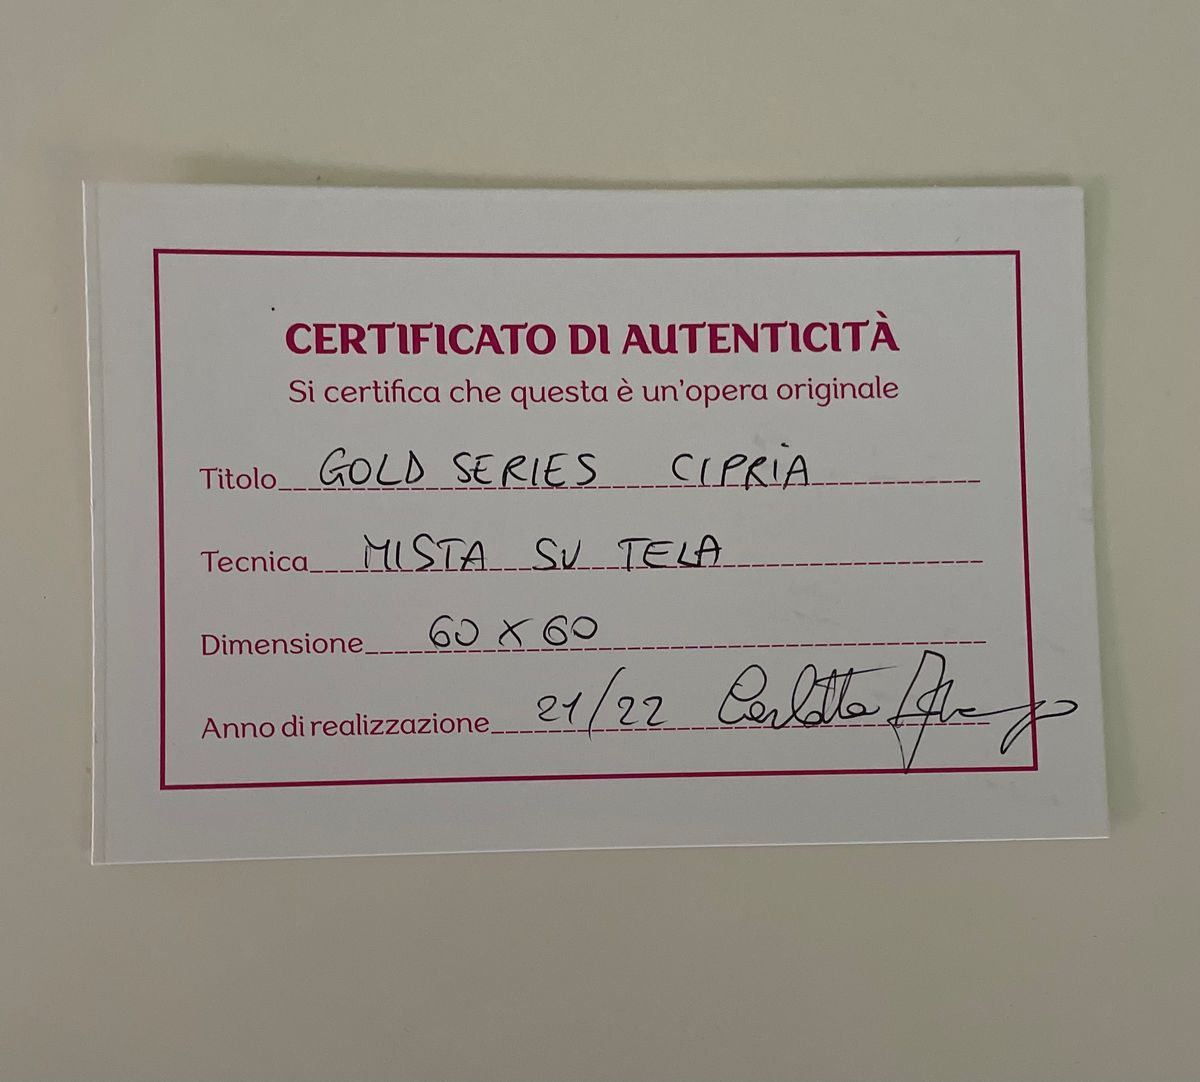 CERTIFICATO DI AUTENTICITÀ
Si certifica che questa è un'opera originale
Titolo GOLD SERIES CIPRIA
Tecnica MISTA SU TELA
Dimensione 60 X 60
Anno di realizzazione 21/22 Carlotta